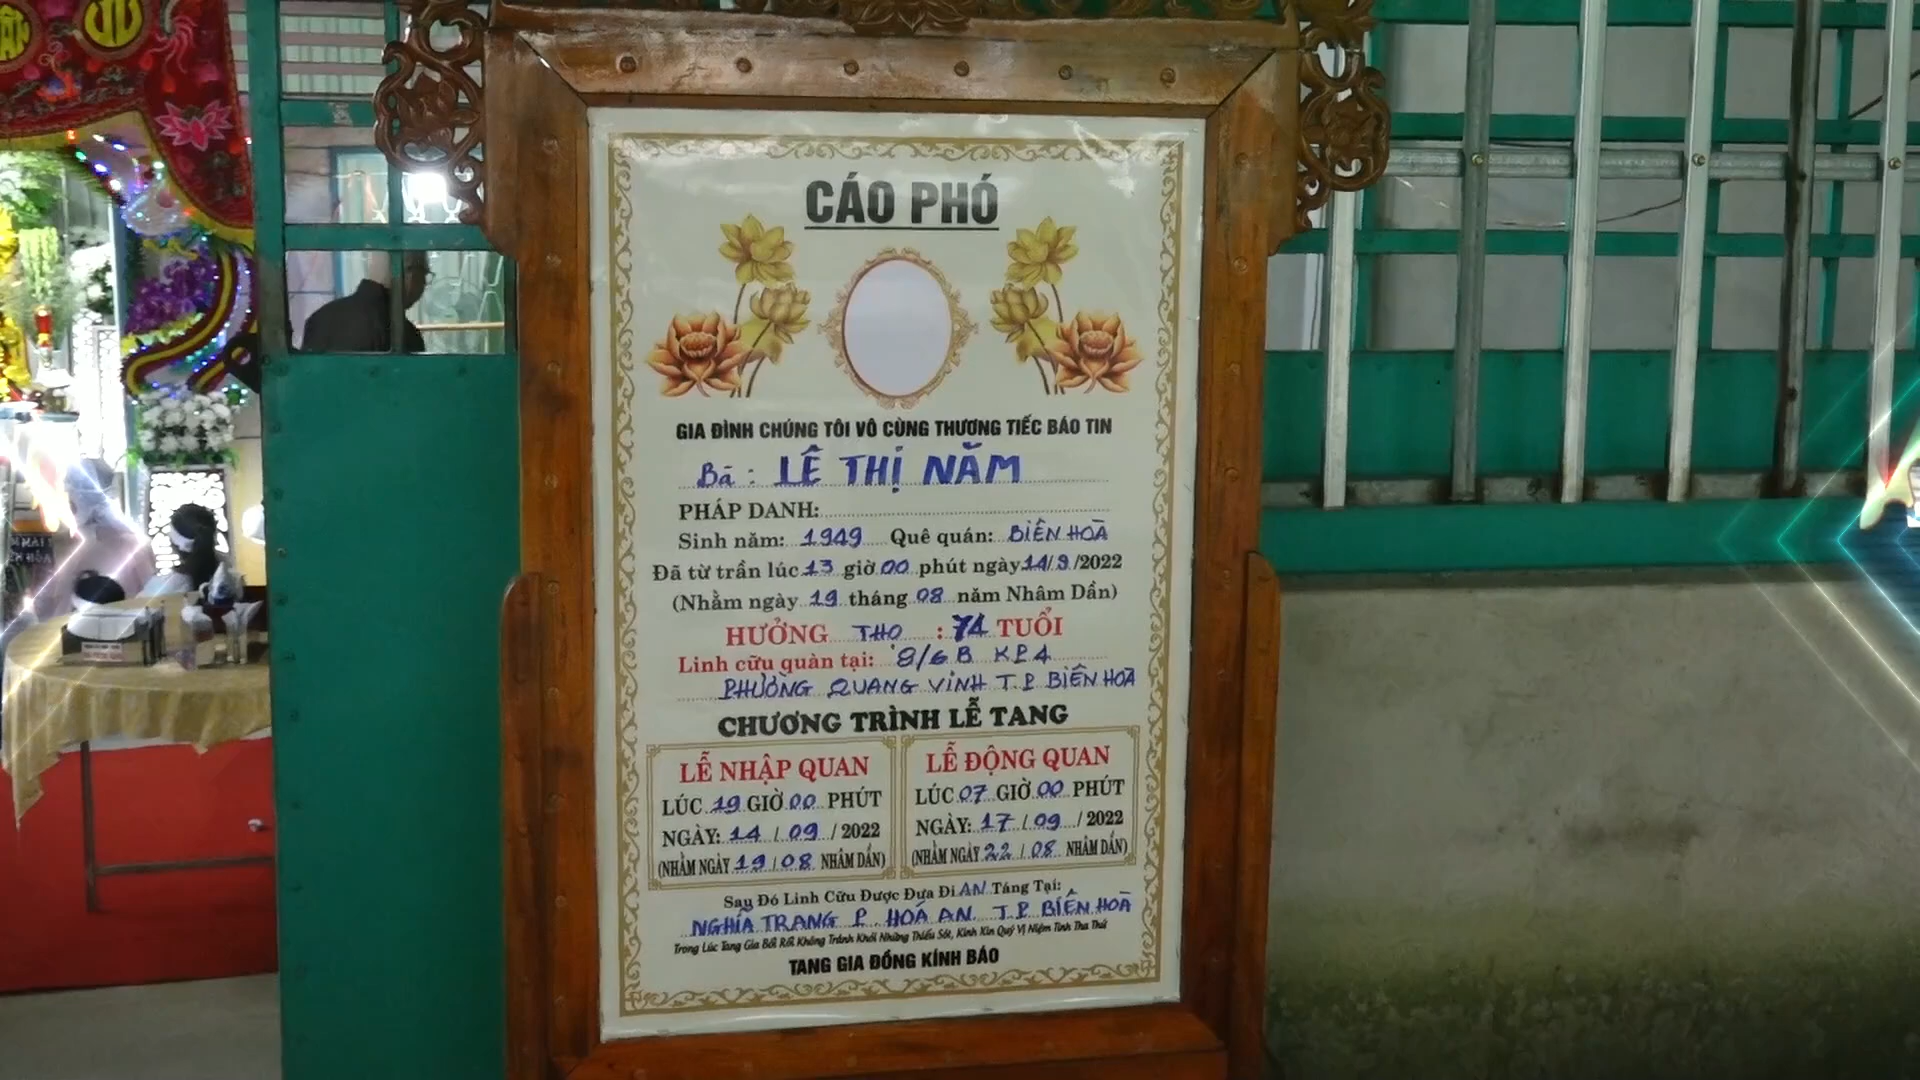 CÁO PHÓ
GIA ĐÌNH CHÚNG TÔI VÔ CÙNG THƯƠNG TIẾC BÁO TIN
Bà : LÊ THỊ NĂM
PHÁP DANH:
Sinh năm: 1949 Quê quán: BIÊN HOÀ
Đã từ trần lúc 13 giờ 00 phút ngày 14/9/2022
(Nhằm ngày 19 tháng 08 năm Nhâm Dần)
HƯỞNG THỌ : 74 TUỔI
Linh cữu quàn tại: 8/6B KP4
PHƯỜNG QUANG VINH T.P BIÊN HOÀ
CHƯƠNG TRÌNH LỄ TANG
LỄ NHẬP QUAN
LÚC 19 GIỜ 00 PHÚT
NGÀY: 14 / 09 / 2022
(NHẰM NGÀY 19 / 08 NHÂM DẦN)
LỄ ĐỘNG QUAN
LÚC 07 GIỜ 00 PHÚT
NGÀY: 17 / 09 / 2022
(NHẰM NGÀY 22 / 08 NHÂM DẦN)
Sau Đó Linh Cữu Được Đưa Đi AN Táng Tại:
NGHĨA TRANG P. HOÁ AN T.P BIÊN HOÀ
Trong Lúc Tang Gia Bối Rối Không Tránh Khỏi Những Thiếu Sót, Kính Xin Quý Vị Niệm Tình Tha Thứ
TANG GIA ĐỒNG KÍNH BÁO